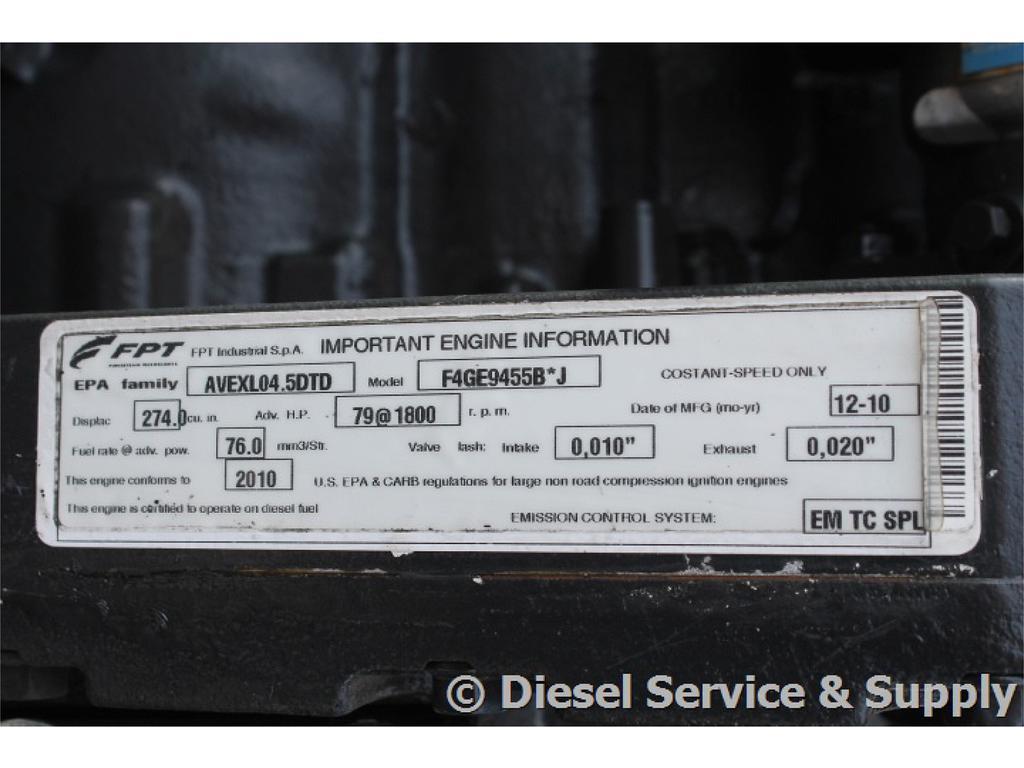 FPT FPT Industrial S.p.A. IMPORTANT ENGINE INFORMATION
EPA family AVEXL04.5DTD Model F4GE9455B*J COSTANT-SPEED ONLY
Displac 274.0 cu. in. Adv. H.P. 79@1800 r. p. m. Date of MFG (mo-yr) 12-10
Fuel rate @ adv. pow. 76.0 mm3/Str. Valve lash: Intake 0,010" Exhaust 0,020"
This engine conforms to 2010 U.S. EPA & CARB regulations for large non road compression ignition engines
This engine is certified to operate on diesel fuel EMISSION CONTROL SYSTEM: EM TC SPL
© Diesel Service & Supply